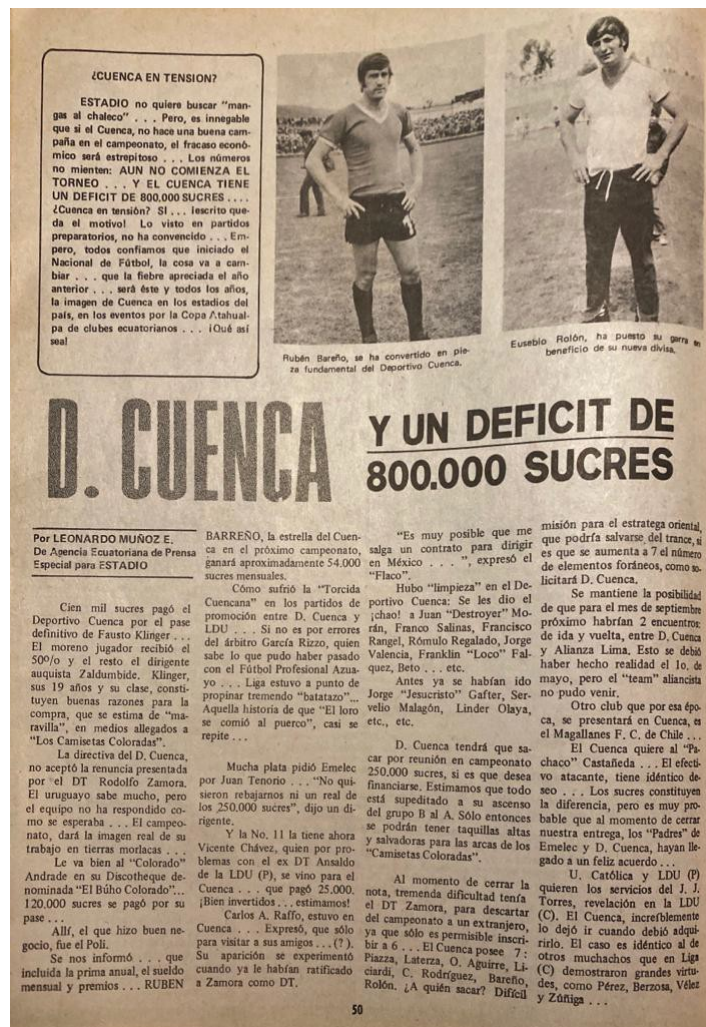 ¿CUENCA EN TENSION?
ESTADIO no quiere buscar "man-
gas al chaleco" . . . Pero, es innegable
que si el Cuenca, no hace una buena cam-
paña en el campeonato, el fracaso econó-
mico será estrepitoso . . . Los números
no mienten: AUN NO COMIENZA EL
TORNEO . . . Y EL CUENCA TIENE
UN DEFICIT DE 800.000 SUCRES . . . .
¿Cuenca en tensión? SI . . . ¡escrito que-
da el motivo! Lo visto en partidos
preparatorios, no ha convencido . . . Em-
pero, todos confiamos que iniciado el
Nacional de Fútbol, la cosa va a cam-
biar . . . que la fiebre apreciada el año
anterior . . . será éste y todos los años,
la imagen de Cuenca en los estadios del
país, en los eventos por la Copa Atahual-
pa de clubes ecuatorianos . . . ¡Qué así
sea!
Rubén Bareño, se ha convertido en pie-
za fundamental del Deportivo Cuenca.
Eusebio Rolón, ha puesto su garra en
beneficio de su nueva divisa.
D. CUENCA
Y UN DEFICIT DE
800.000 SUCRES
Por LEONARDO MUÑOZ E.
De Agencia Ecuatoriana de Prensa
Especial para ESTADIO
Cien mil sucres pagó el
Deportivo Cuenca por el pase
definitivo de Fausto Klinger . . .
El moreno jugador recibió el
50o/o y el resto el dirigente
auquista Zaldumbide. Klinger,
sus 19 años y su clase, consti-
tuyen buenas razones para la
compra, que se estima de "ma-
ravilla", en medios allegados a
"Los Camisetas Coloradas".
La directiva del D. Cuenca,
no aceptó la renuncia presentada
por el DT Rodolfo Zamora.
El uruguayo sabe mucho, pero
el equipo no ha respondido co-
mo se esperaba . . . El campeo-
nato, dará la imagen real de su
trabajo en tierras morlacas . . .
Le va bien al "Colorado"
Andrade en su Discotheque de-
nominada "El Búho Colorado"...
120.000 sucres se pagó por su
pase . . .
Allí, el que hizo buen ne-
gocio, fue el Poli.
Se nos informó . . . que
incluída la prima anual, el sueldo
mensual y premios . . . RUBEN
BARREÑO, la estrella del Cuen-
ca en el próximo campeonato,
ganará aproximadamente 54.000
sucres mensuales.
Cómo sufrió la "Torcida
Cuencana" en los partidos de
promoción entre D. Cuenca y
LDU . . . Si no es por errores
del árbitro García Rizzo, quien
sabe lo que pudo haber pasado
con el Fútbol Profesional Azua-
yo . . . Liga estuvo a punto de
propinar tremendo "batatazo"...
Aquella historia de que "El loro
se comió al puerco", casi se
repite . . .
Mucha plata pidió Emelec
por Juan Tenorio . . . "No qui-
sieron rebajarnos ni un real de
los 250.000 sucres", dijo un di-
rigente.
Y la No. 11 la tiene ahora
Vicente Chávez, quien por pro-
blemas con el ex DT Ansaldo
de la LDU (P), se vino para el
Cuenca . . . que pagó 25.000.
¡Bien invertidos . . . estimamos!
Carlos A. Raffo, estuvo en
Cuenca . . . Expresó, que sólo
para visitar a sus amigos . . . (? ).
Su aparición se experimentó
cuando ya le habían ratificado
a Zamora como DT.
"Es muy posible que me
salga un contrato para dirigir
en México . . . ", expresó el
"Flaco".
Hubo "limpieza" en el De-
portivo Cuenca: Se les dio el
¡chao! a Juan "Destroyer" Mo-
rán, Franco Salinas, Francisco
Rangel, Rómulo Regalado, Jorge
Valencia, Franklin "Loco" Fal-
quez, Beto . . . etc.
Antes ya se habían ido
Jorge "Jesucristo" Gafter, Ser-
velio Malagón, Linder Olaya,
etc., etc.
D. Cuenca tendrá que sa-
car por reunión en campeonato
250.000 sucres, si es que desea
financiarse. Estimamos que todo
está supeditado a su ascenso
del grupo B al A. Sólo entonces
se podrán tener taquillas altas
y salvadoras para las arcas de los
"Camisetas Coloradas".
Al momento de cerrar la
nota, tremenda dificultad tenía
el DT Zamora, para descartar
del campeonato a un extranjero,
ya que sólo es permisible inscri-
bir a 6 . . . El Cuenca posee 7 :
Piazza, Laterza, O. Aguirre, Li-
ciardi, C. Rodríguez, Bareño,
Rolón. ¿A quién sacar? Difícil
misión para el estratega oriental,
que podría salvarse del trance, si
es que se aumenta a 7 el número
de elementos foráneos, como so-
licitará D. Cuenca.
Se mantiene la posibilidad
de que para el mes de septiembre
próximo habrían 2 encuentros:
de ida y vuelta, entre D, Cuenca
y Alianza Lima. Esto se debió
haber hecho realidad el 1o. de
mayo, pero el "team" aliancista
no pudo venir.
Otro club que por esa épo-
ca, se presentará en Cuenca, es
el Magallanes F. C. de Chile . . .
El Cuenca quiere al "Pa-
chaco" Castañeda . . . El efecti-
vo atacante, tiene idéntico de-
seo . . . Los sucres constituyen
la diferencia, pero es muy pro-
bable que al momento de cerrar
nuestra entrega, los "Padres" de
Emelec y D. Cuenca, hayan lle-
gado a un feliz acuerdo . . .
U. Católica y LDU (P)
quieren los servicios del J. J.
Torres, revelación en la LDU
(C). El Cuenca, increíblemente
lo dejó ir cuando debió adqui-
rirlo. El caso es idéntico al de
otros muchachos que en Liga
(C) demostraron grandes virtu-
des, como Pérez, Berzosa, Vélez
y Zúñiga . . .
50